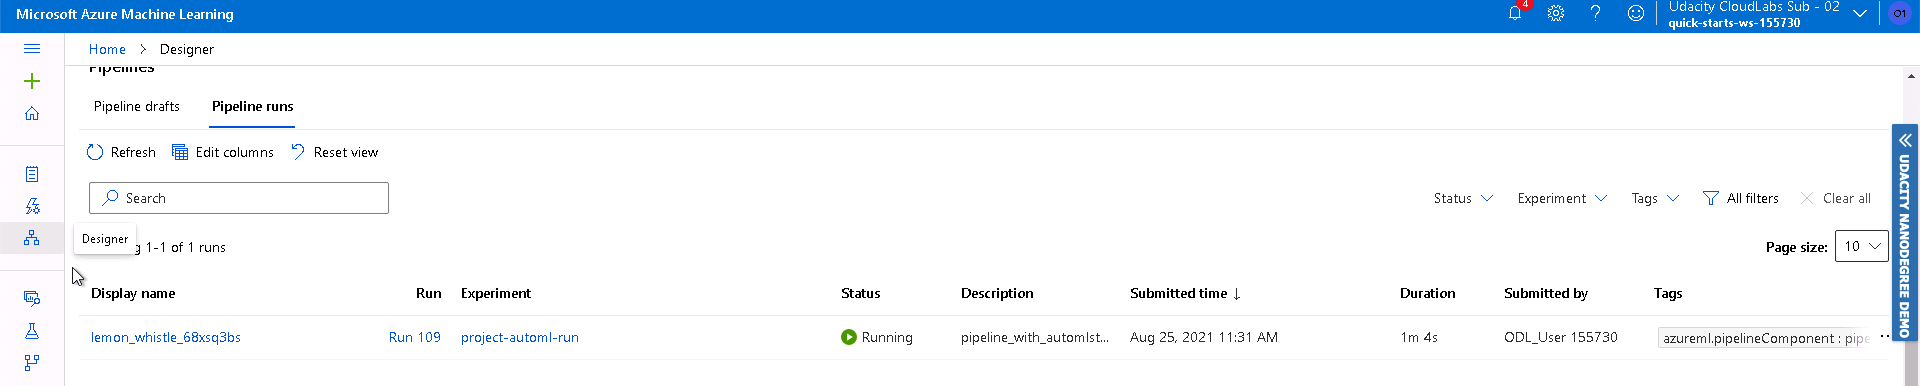 Microsoft Azure Machine Learning
4
Udacity CloudLabs Sub - 02
quick-starts-ws-155730
O1
Home > Designer
Pipelines
Pipeline drafts Pipeline runs
Refresh Edit columns Reset view
Search
Status Experiment Tags All filters Clear all
Designer
1-1 of 1 runs
Page size: 10
Display name Run Experiment Status Description Submitted time ↓ Duration Submitted by Tags
lemon_whistle_68xsq3bs Run 109 project-automl-run Running pipeline_with_automlst... Aug 25, 2021 11:31 AM 1m 4s ODL_User 155730 azureml.pipelineComponent : pipe ...
UDACITY NANODEGREE DEMO